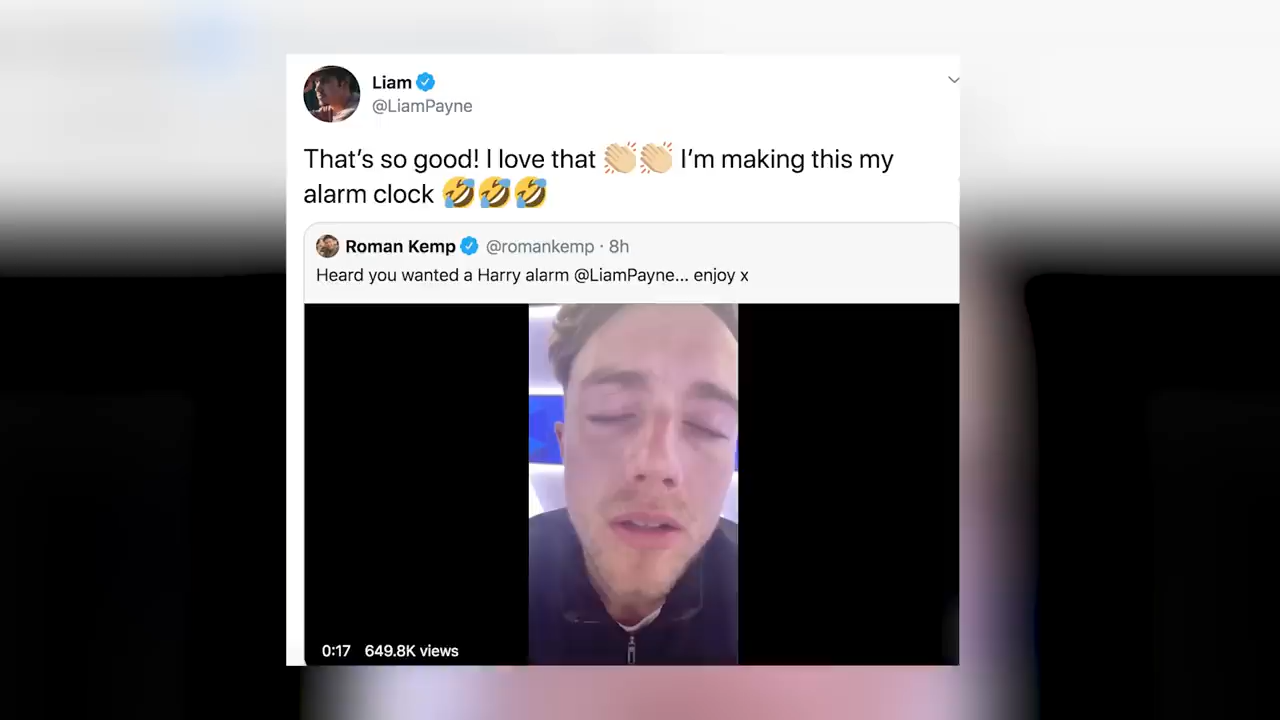 Liam
@LiamPayne
That's so good! I love that 👏🏼👏🏼 I'm making this my
alarm clock 🤣🤣🤣
Roman Kemp @romankemp · 8h
Heard you wanted a Harry alarm @LiamPayne... enjoy x
0:17 649.8K views